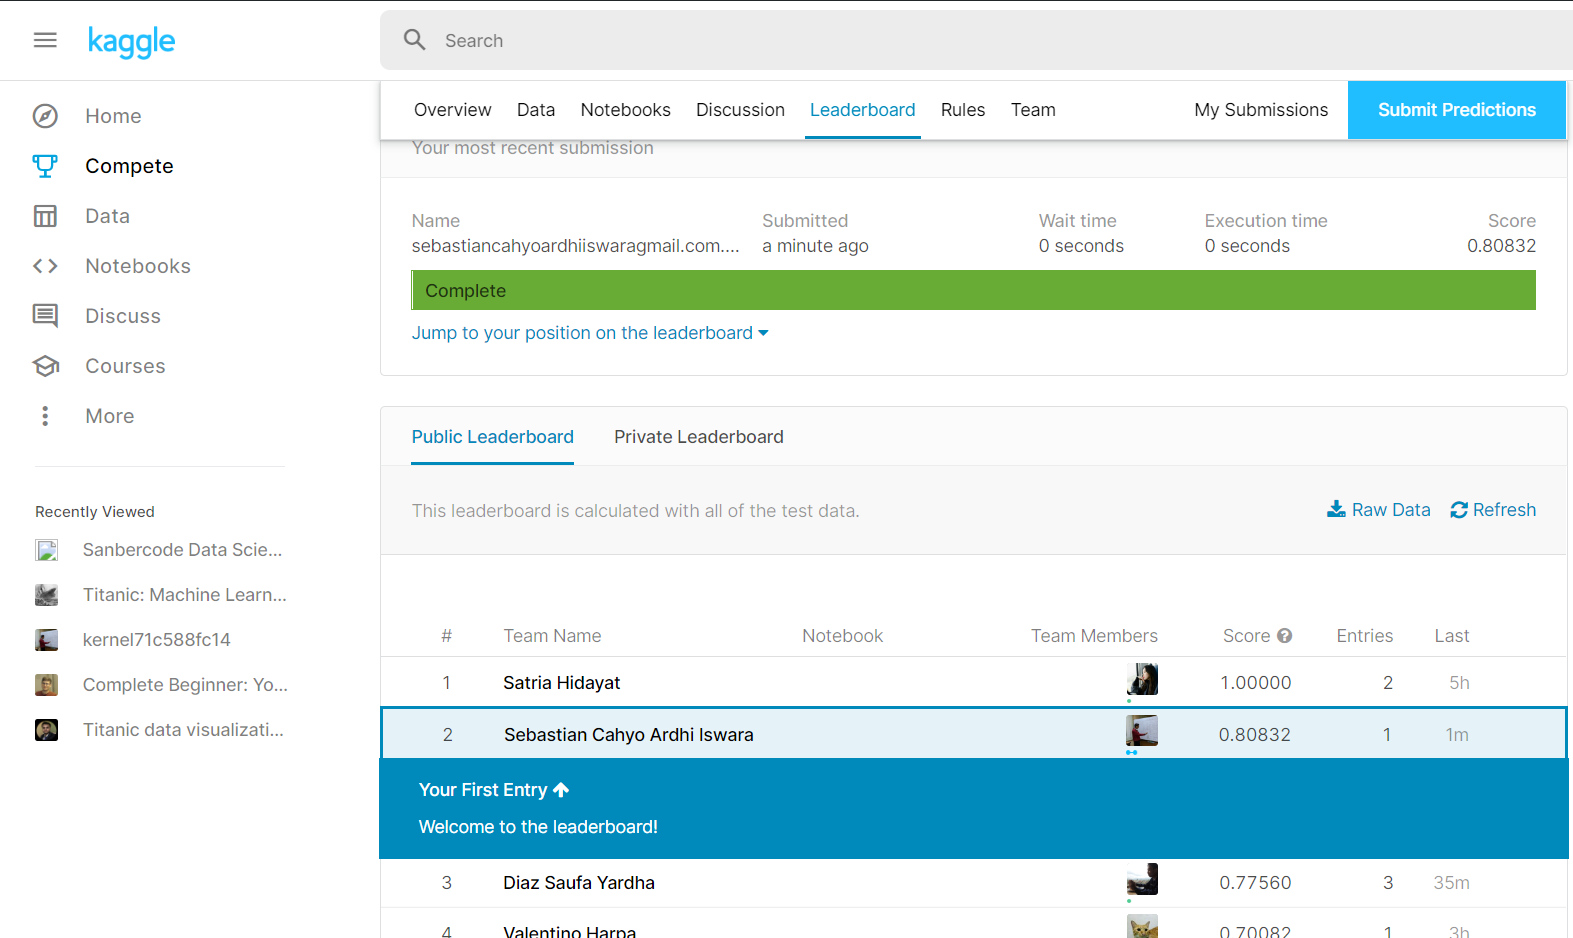 kaggle
Search
Home
Compete
Data
Notebooks
Discuss
Courses
More
Recently Viewed
Sanbercode Data Scie...
Titanic: Machine Learn...
kernel71c588fc14
Complete Beginner: Yo...
Titanic data visualizati...
Overview Data Notebooks Discussion Leaderboard Rules Team My Submissions Submit Predictions
Your most recent submission
Name Submitted Wait time Execution time Score
sebastiancahyoardhiiswaragmail.com.... a minute ago 0 seconds 0 seconds 0.80832
Complete
Jump to your position on the leaderboard
Public Leaderboard Private Leaderboard
This leaderboard is calculated with all of the test data. Raw Data Refresh
# Team Name Notebook Team Members Score Entries Last
1 Satria Hidayat 1.00000 2 5h
2 Sebastian Cahyo Ardhi Iswara 0.80832 1 1m
Your First Entry
Welcome to the leaderboard!
3 Diaz Saufa Yardha 0.77560 3 35m
4 Valentino Harpa 0.70082 1 3h